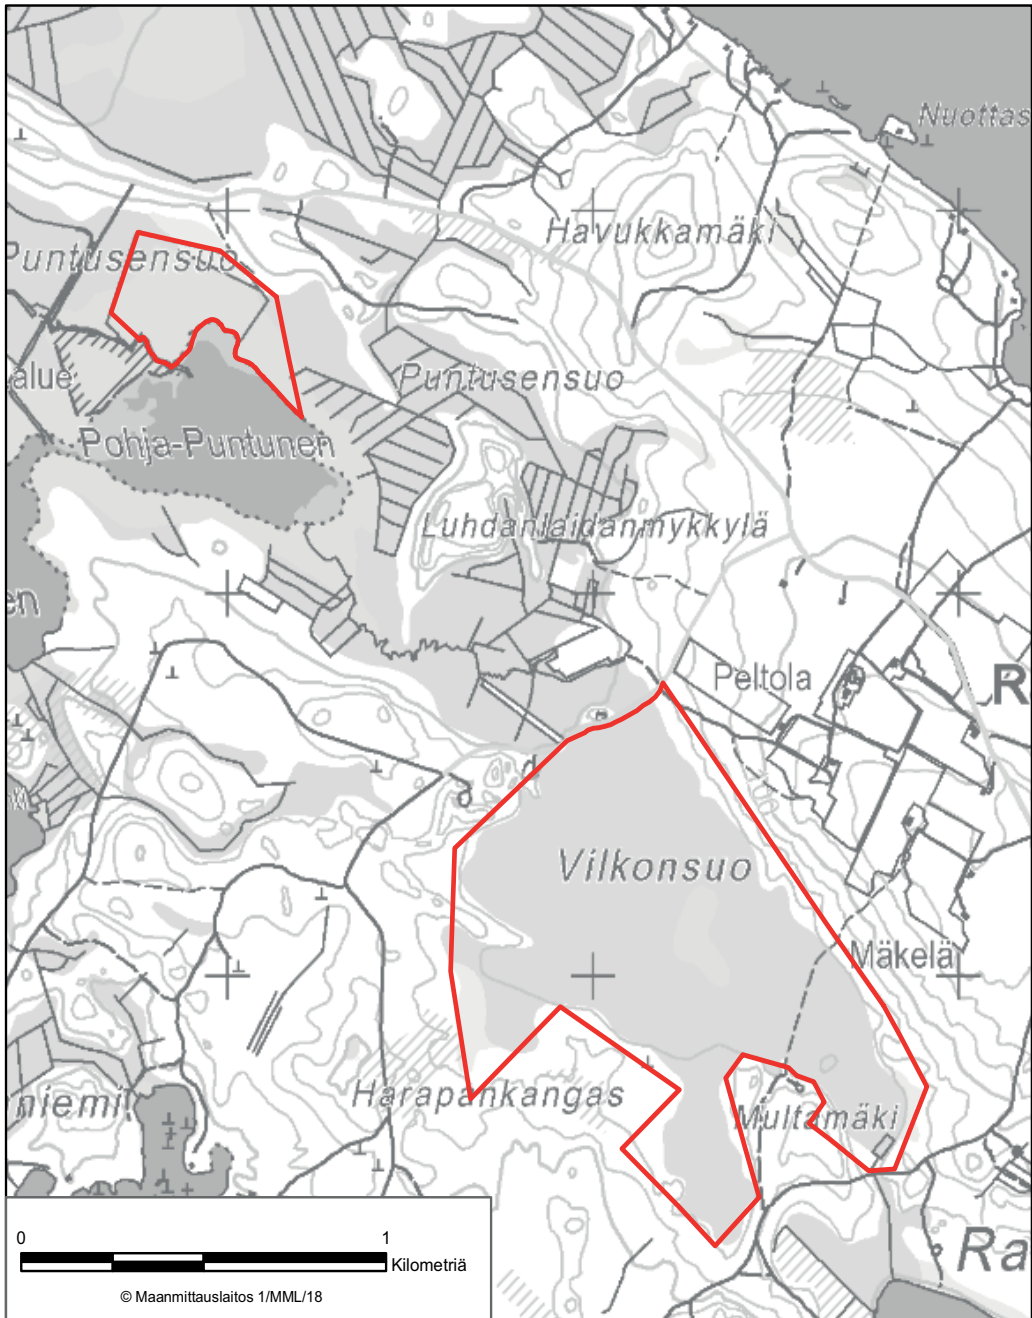 Nuottas
Havukkamäki
Puntusensuo
alue
Puntusensuo
Pohja-Puntunen
Luhdanlaidanmykkylä
en
Peltola
R
Vilkonsuo
Mäkelä
Harapankangas
niemi
Multamäki
Ra
0 1
Kilometriä
© Maanmittauslaitos 1/MML/18